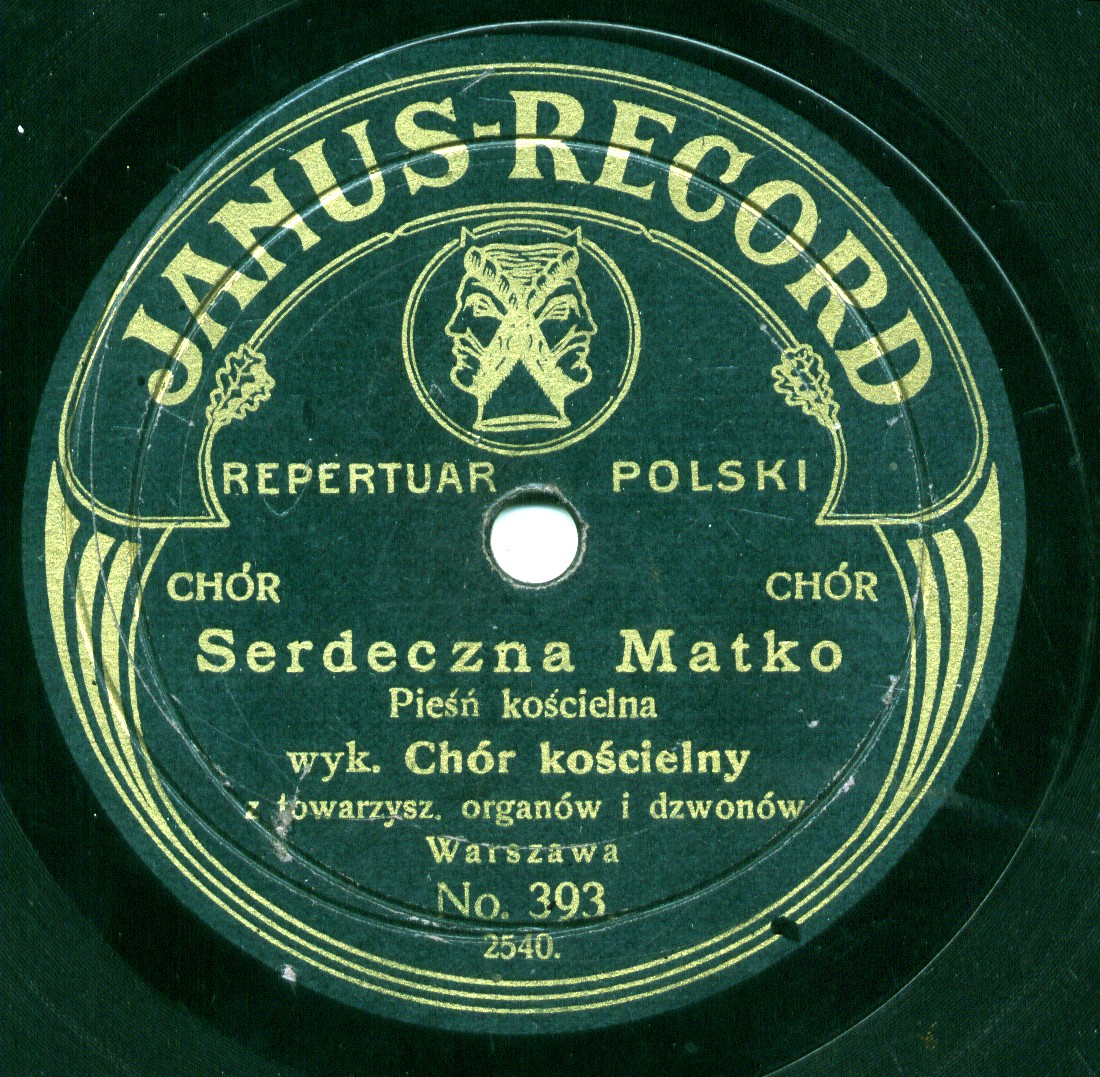 JANUS-RECORD
REPERTUAR POLSKI
CHÓR CHÓR
Serdeczna Matko
Pieśń kościelna
wyk. Chór kościelny
z towarzysz. organów i dzwonów
Warszawa
No. 393
2540.